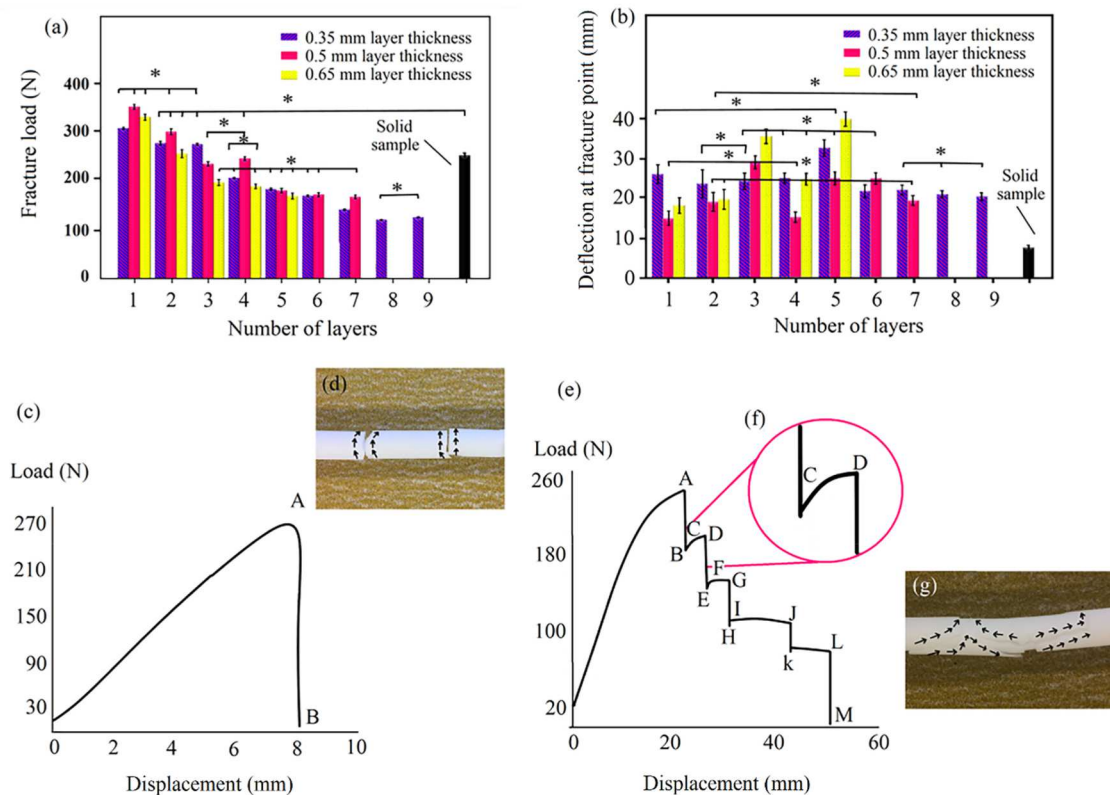 (a)
0.35 mm layer thickness
0.5 mm layer thickness
0.65 mm layer thickness
Fracture load (N)
400
300
200
100
0
*
*
*
*
*
*
Solid
sample
1 2 3 4 5 6 7 8 9
Number of layers
(b)
0.35 mm layer thickness
0.5 mm layer thickness
0.65 mm layer thickness
Deflection at fracture point (mm)
40
30
20
10
0
*
*
*
*
*
*
*
Solid
sample
1 2 3 4 5 6 7 8 9
Number of layers
(c)
Load (N)
270
210
150
90
30
A
B
0 2 4 6 8 10
Displacement (mm)
(d)
(e)
Load (N)
260
180
100
20
A
B
C
D
E
F
G
H
I
J
k
L
M
0 20 40 60
Displacement (mm)
(f)
C
D
(g)